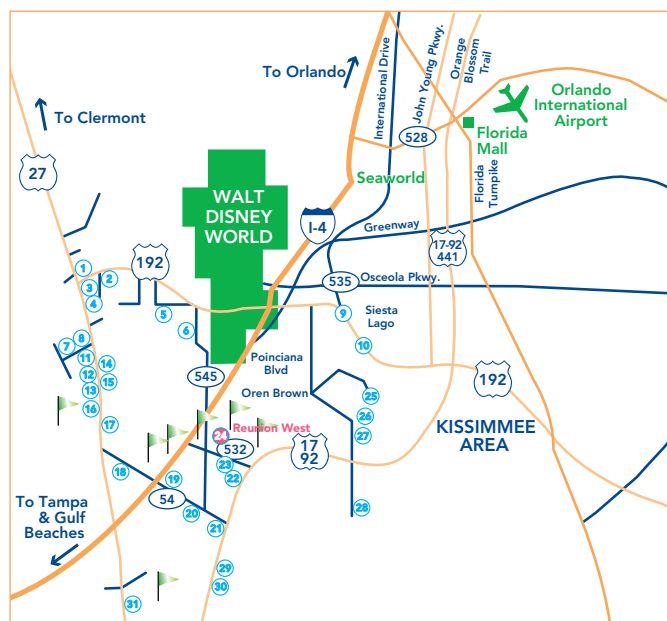 To Orlando
International Drive
John Young Pkwy.
Orange
Blossom
Trail
Orlando
International
Airport
To Clermont
528
Florida
Mall
27
Seaworld
Florida
Turnpike
WALT
DISNEY
WORLD
I-4
Greenway
17-92
441
192
535
Osceola Pkwy.
1
2
3
4
5
6
9
Siesta
Lago
10
7
8
11
12
13
14
15
16
17
Poinciana
Blvd
545
Oren Brown
192
25
26
27
24
Reunion West
532
17
92
KISSIMMEE
AREA
18
19
23
22
54
20
21
28
To Tampa
& Gulf
Beaches
29
30
31